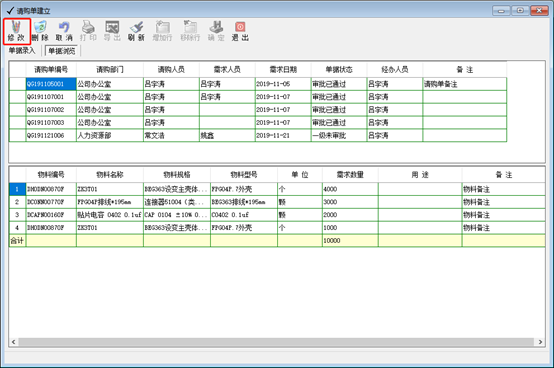 请购单建立
修 改 删 除 取 消 打 印 导 出 刷 新 增加行 移除行 确 定 退 出
单据录入 单据浏览
请购单编号 请购部门 请购人员 需求人员 需求日期 单据状态 经办人员 备 注
QG191105001 公司办公室 吕宇涛 吕宇涛 2019-11-05 审批已通过 吕宇涛 请购单备注
QG191107001 公司办公室 吕宇涛 吕宇涛 2019-11-07 审批已通过 吕宇涛
QG191107002 公司办公室 吕宇涛 2019-11-07 审批已通过 吕宇涛
QG191107003 公司办公室 吕宇涛 2019-11-07 审批已通过 吕宇涛
QG191121006 人力资源部 常文浩 姚鑫 2019-11-21 一级未审批 吕宇涛
物料编号 物料名称 物料规格 物料型号 单 位 需求数量 用 途 备 注
1 DHODN00870P ZK3T01 BEG363设变主壳体... FPG04P.7外壳 个 4000 物料备注
2 DCONN00770P FPG04P排线*195mm 连接器51004（类... BEG363排线*195mm 颗 3000 物料备注
3 DCAPN00160P 贴片电容 0402 0.1uf CAP 0104 ±10% 0... C0402 0.1uf 颗 2000 物料备注
4 DHODN00870P ZK3T01 BEG363设变主壳体... FPG04P.7外壳 个 1000 物料备注
合计 10000